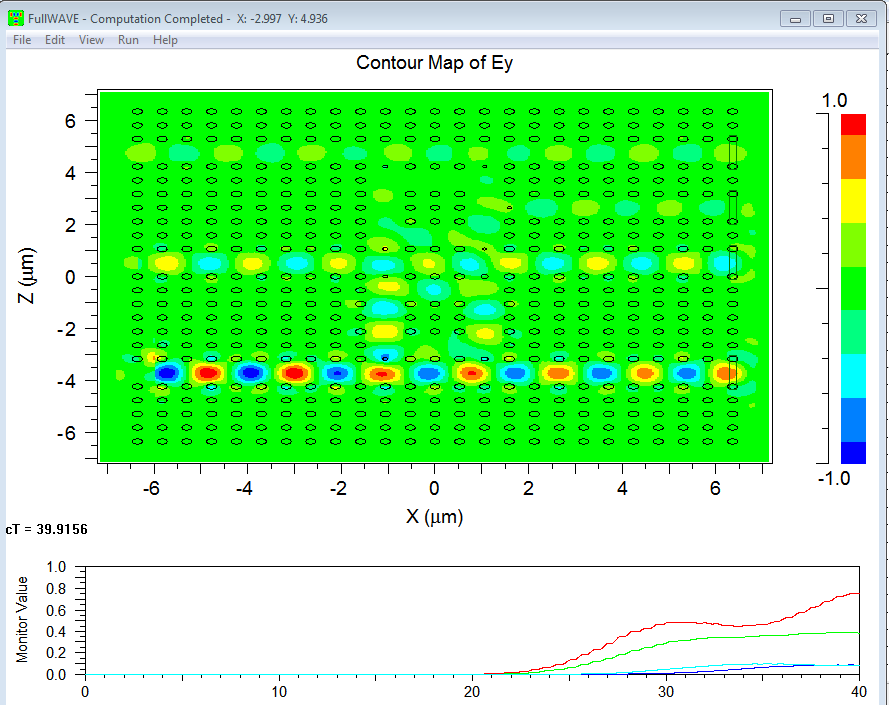 FullWAVE - Computation Completed - X: -2.997 Y: 4.936
File Edit View Run Help
Contour Map of Ey
1.0
6
4
2
0
-2
-4
-6
Z (μm)
-1.0
-6 -4 -2 0 2 4 6
X (μm)
cT = 39.9156
Monitor Value
1.0
0.8
0.6
0.4
0.2
0.0
0 10 20 30 40